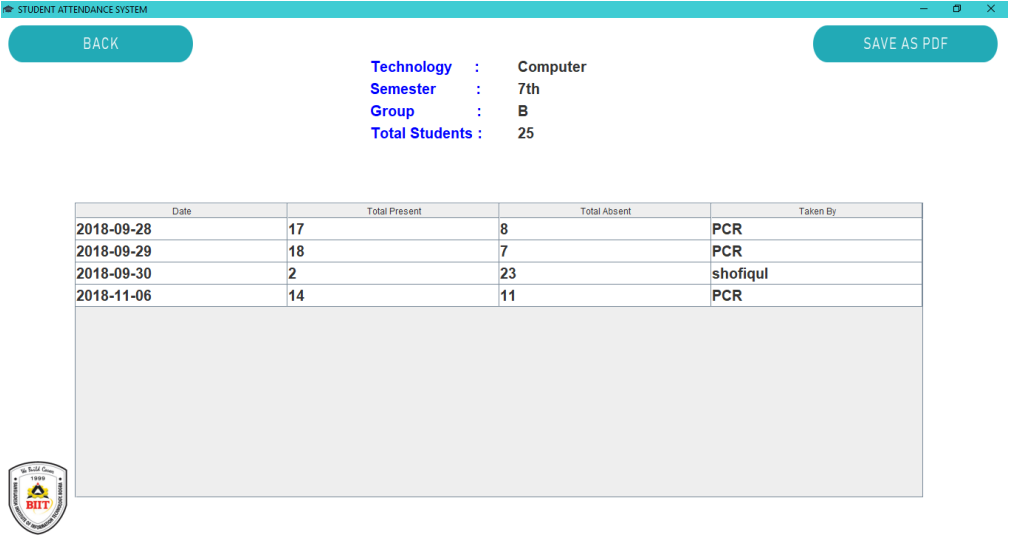 STUDENT ATTENDANCE SYSTEM
BACK
SAVE AS PDF
Technology : Computer
Semester : 7th
Group : B
Total Students : 25
Date Total Present Total Absent Taken By
2018-09-28 17 8 PCR
2018-09-29 18 7 PCR
2018-09-30 2 23 shofiqul
2018-11-06 14 11 PCR
We Build Career
1999
BIIT